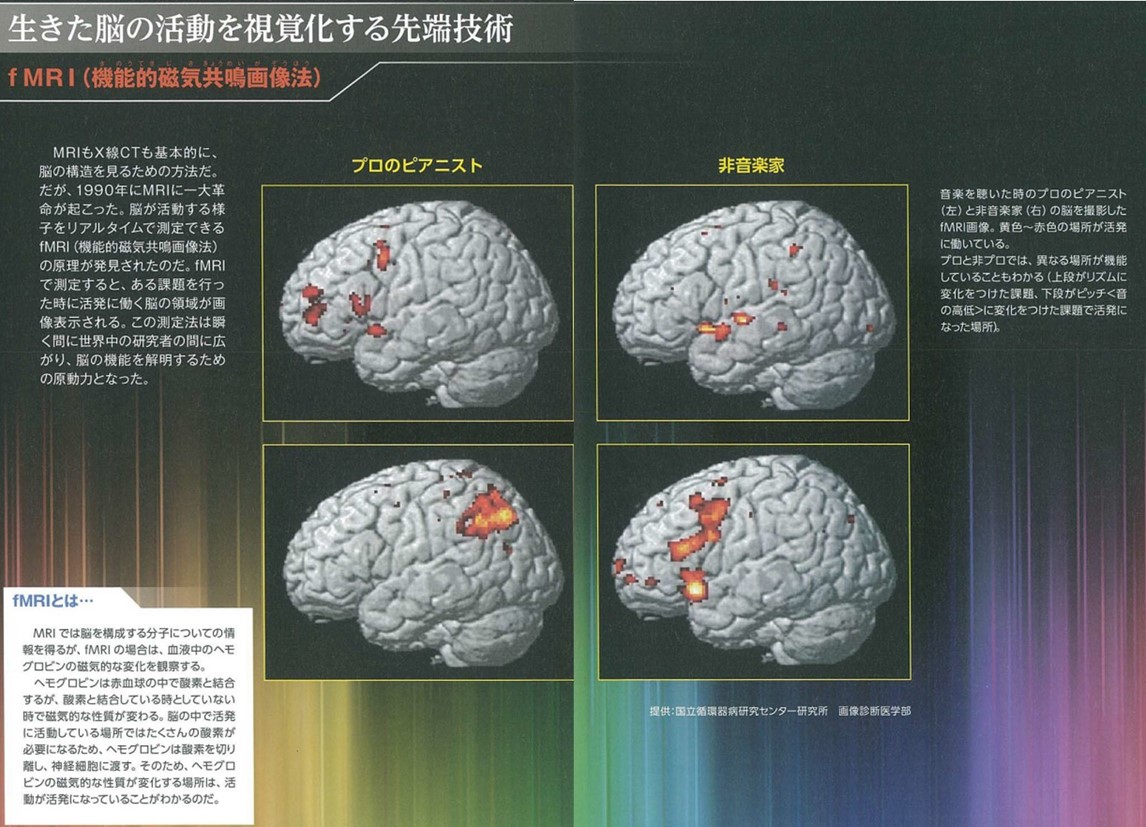 生きた脳の活動を視覚化する先端技術
fMRI(機能的磁気共鳴画像法)
MRIもX線CTも基本的に、
脳の構造を見るための方法だ。
だが、1990年にMRIに一大革
命が起こった。脳が活動する様
子をリアルタイムで測定できる
fMRI(機能的磁気共鳴画像法)
の原理が発見されたのだ。fMRI
で測定すると、ある課題を行っ
た時に活発に働く脳の領域が画
像表示される。この測定法は瞬
く間に世界中の研究者の間に広
がり、脳の機能を解明するため
の原動力となった。
プロのピアニスト
非音楽家
音楽を聴いた時のプロのピアニスト
(左)と非音楽家(右)の脳を撮影した
fMRI画像。黄色〜赤色の場所が活発
に働いている。
プロと非プロでは、異なる場所が機能
していることもわかる(上段がリズムに
変化をつけた課題、下段がピッチ<音
の高低>に変化をつけた課題で活発に
なった場所)。
fMRIとは…
MRIでは脳を構成する分子についての情
報を得るが、fMRIの場合は、血液中のヘモ
グロビンの磁気的な変化を観察する。
ヘモグロビンは赤血球の中で酸素と結合
するが、酸素と結合している時としていない
時で磁気的な性質が変わる。脳の中で活発
に活動している場所ではたくさんの酸素が
必要になるため、ヘモグロビンは酸素を切り
離し、神経細胞に渡す。そのため、ヘモグロ
ビンの磁気的な性質が変化する場所は、活
動が活発になっていることがわかるのだ。
提供:国立循環器病研究センター研究所 画像診断医学部